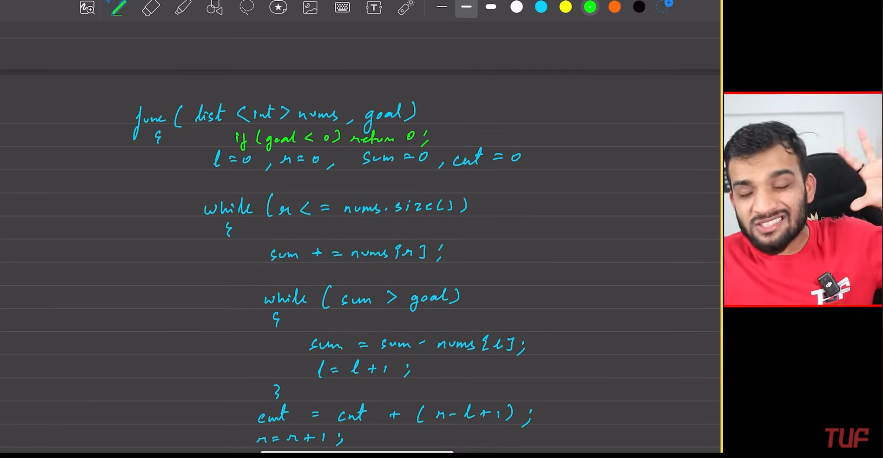 func ( list <int> nums, goal)
{
if (goal < 0) return 0;
l=0, r=0, sum=0, cnt=0
while (r <= nums.size())
{
sum += nums[r];
while (sum > goal)
{
sum = sum - nums[l];
l = l+1;
}
cnt = cnt + (r-l+1);
r=r+1;
TUF